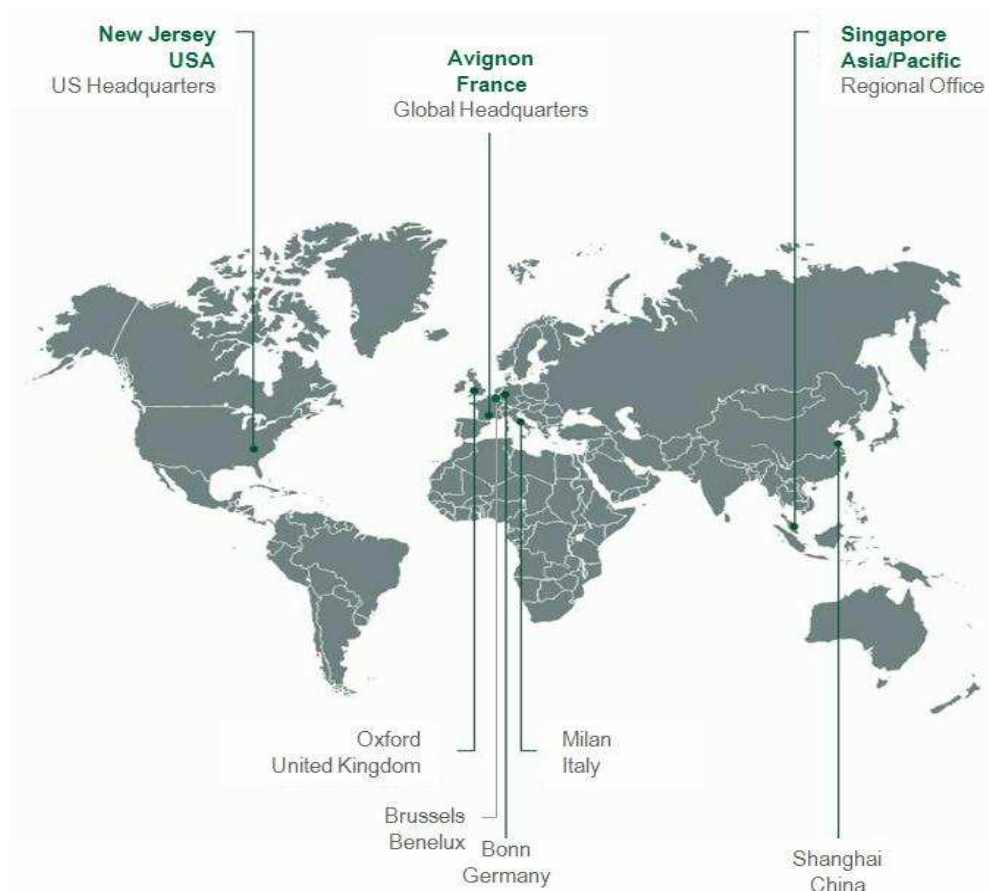 New Jersey
USA
US Headquarters
Avignon
France
Global Headquarters
Singapore
Asia/Pacific
Regional Office
Oxford
United Kingdom
Milan
Italy
Brussels
Benelux
Bonn
Germany
Shanghai
China